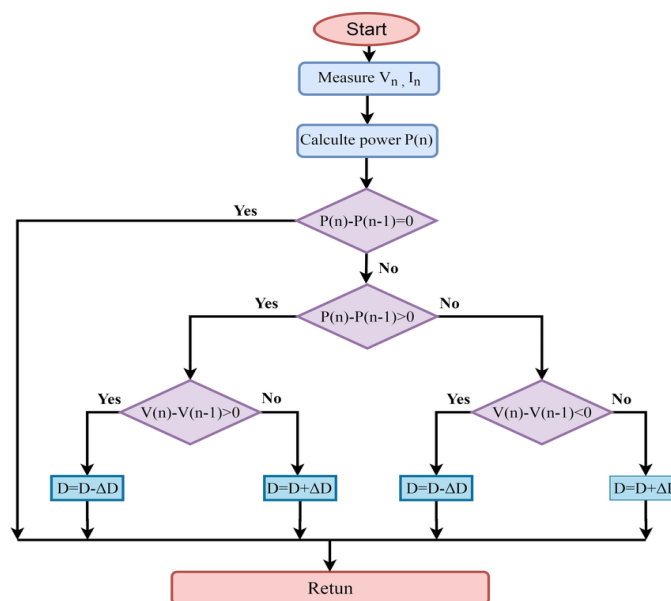 Start
Measure Vn , In
Calculte power P(n)
Yes
P(n)-P(n-1)=0
No
Yes
P(n)-P(n-1)>0
No
Yes
V(n)-V(n-1)>0
No
Yes
V(n)-V(n-1)<0
No
D=D-ΔD
D=D+ΔD
D=D-ΔD
D=D+ΔD
Retun